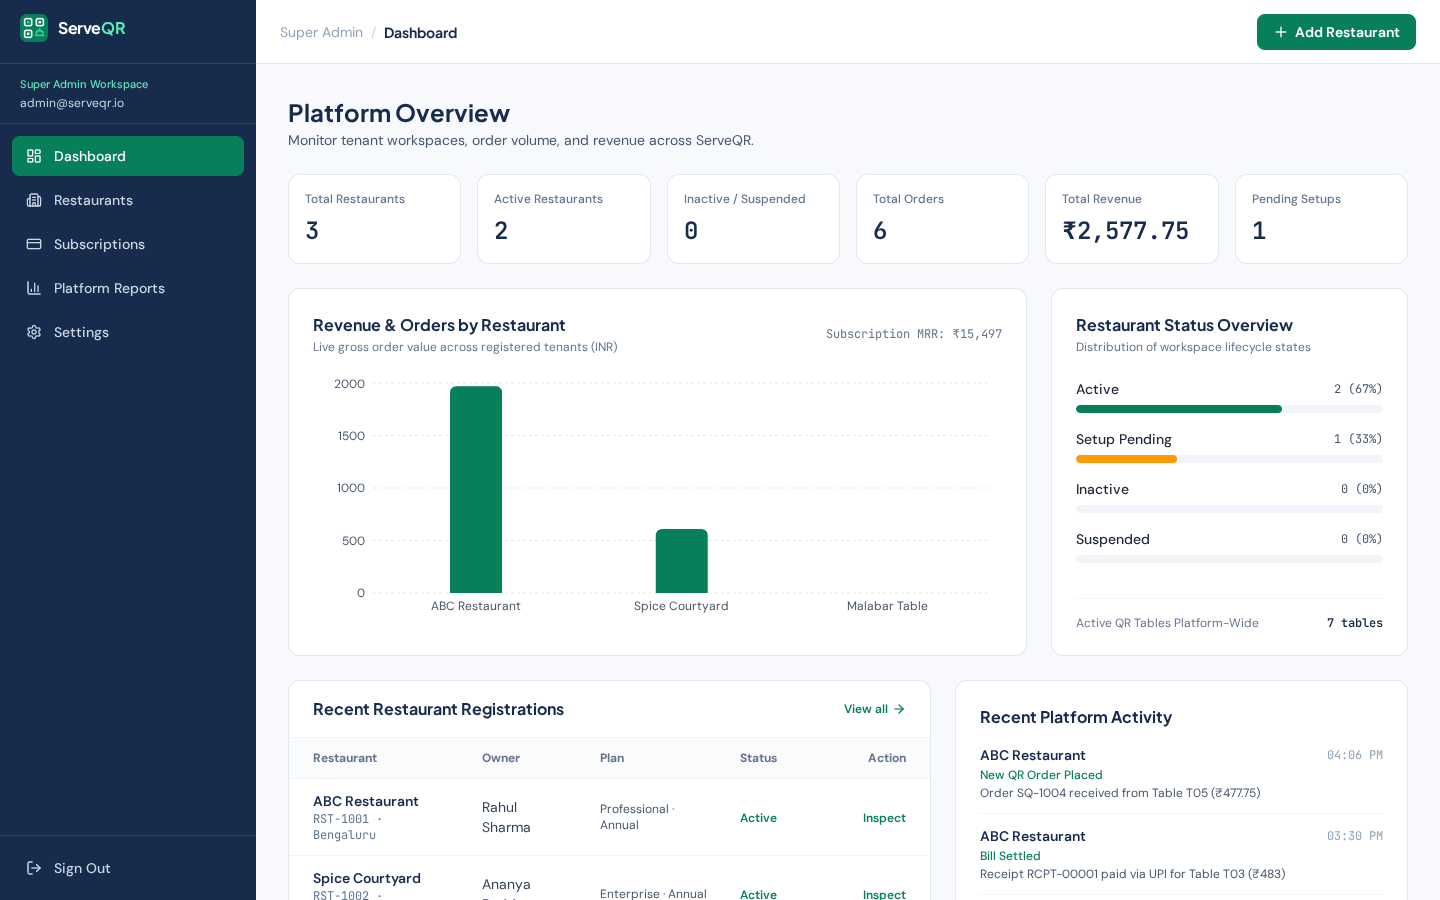 ServeQR
Super Admin Workspace
admin@serveqr.io
Dashboard
Restaurants
Subscriptions
Platform Reports
Settings
Sign Out
Super Admin / Dashboard
+ Add Restaurant
Platform Overview
Monitor tenant workspaces, order volume, and revenue across ServeQR.
Total Restaurants
3
Active Restaurants
2
Inactive / Suspended
0
Total Orders
6
Total Revenue
₹2,577.75
Pending Setups
1
Revenue & Orders by Restaurant
Live gross order value across registered tenants (INR)
Subscription MRR: ₹15,497
2000
1500
1000
500
0
ABC Restaurant
Spice Courtyard
Malabar Table
Restaurant Status Overview
Distribution of workspace lifecycle states
Active 2 (67%)
Setup Pending 1 (33%)
Inactive 0 (0%)
Suspended 0 (0%)
Active QR Tables Platform-Wide 7 tables
Recent Restaurant Registrations
View all →
Restaurant Owner Plan Status Action
ABC Restaurant
RST-1001 ·
Bengaluru
Rahul
Sharma
Professional ·
Annual
Active
Inspect
Spice Courtyard
RST-1002 ·
Ananya
Enterprise · Annual
Active
Inspect
Recent Platform Activity
ABC Restaurant 04:06 PM
New QR Order Placed
Order SQ-1004 received from Table T05 (₹477.75)
ABC Restaurant 03:30 PM
Bill Settled
Receipt RCPT-00001 paid via UPI for Table T03 (₹483)